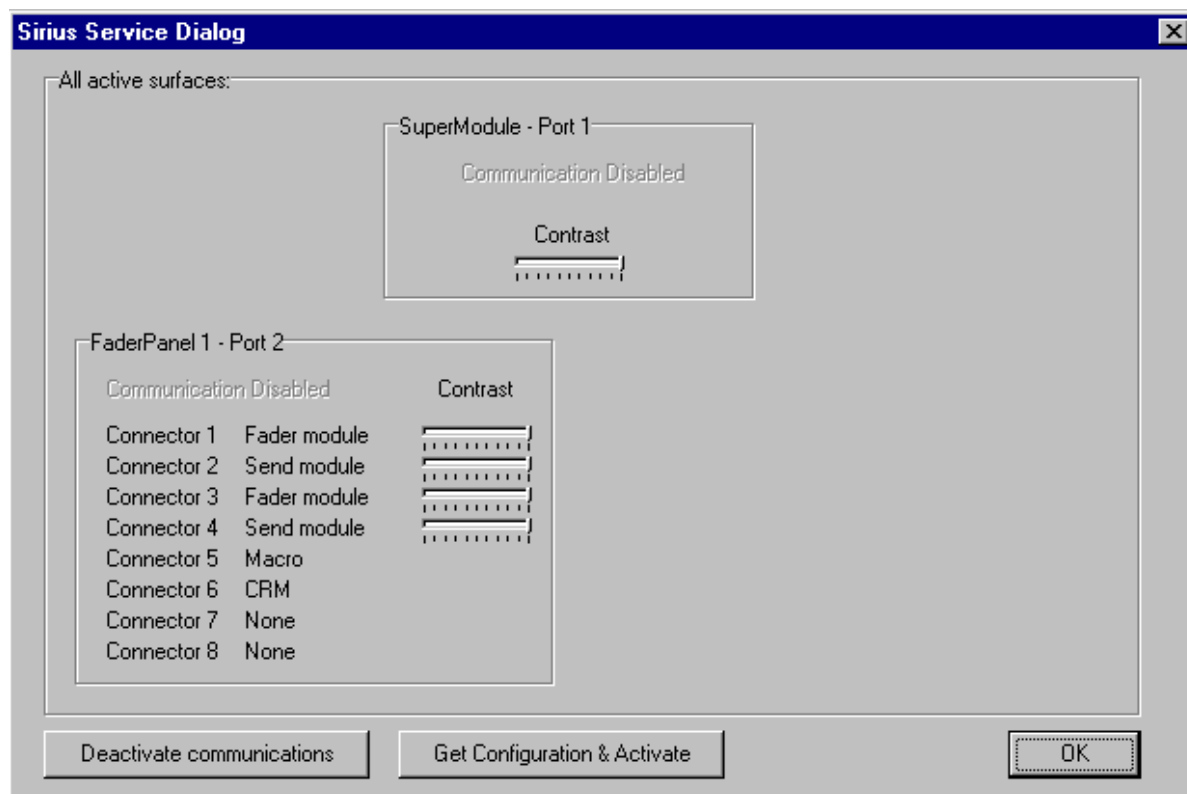 Sirius Service Dialog
All active surfaces:
SuperModule - Port 1
Communication Disabled
Contrast
FaderPanel 1 - Port 2
Communication Disabled Contrast
Connector 1 Fader module
Connector 2 Send module
Connector 3 Fader module
Connector 4 Send module
Connector 5 Macro
Connector 6 CRM
Connector 7 None
Connector 8 None
Deactivate communications Get Configuration & Activate OK